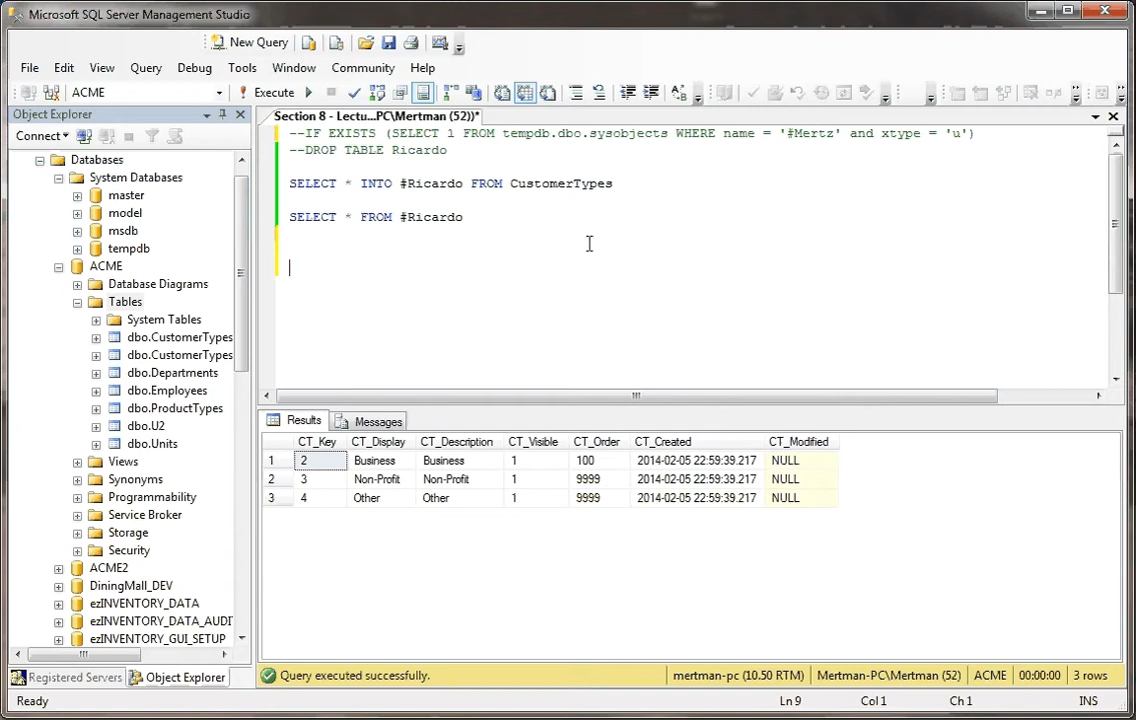 Microsoft SQL Server Management Studio
New Query
File Edit View Query Debug Tools Window Community Help
ACME Execute
Object Explorer
Section 8 - Lectu...PC\Mertman (52))*
Connect
--IF EXISTS (SELECT 1 FROM tempdb.dbo.sysobjects WHERE name = '#Mertz' and xtype = 'u')
--DROP TABLE Ricardo
SELECT * INTO #Ricardo FROM CustomerTypes
SELECT * FROM #Ricardo
Databases
System Databases
master
model
msdb
tempdb
ACME
Database Diagrams
Tables
System Tables
dbo.CustomerTypes
dbo.CustomerTypes
dbo.Departments
dbo.Employees
dbo.ProductTypes
dbo.U2
dbo.Units
Views
Synonyms
Programmability
Service Broker
Storage
Security
ACME2
DiningMall_DEV
ezINVENTORY_DATA
ezINVENTORY_DATA_AUDI
ezINVENTORY_GUI_SETUP
Registered Servers Object Explorer
Results Messages
CT_Key CT_Display CT_Description CT_Visible CT_Order CT_Created CT_Modified
1 2 Business Business 1 100 2014-02-05 22:59:39.217 NULL
2 3 Non-Profit Non-Profit 1 9999 2014-02-05 22:59:39.217 NULL
3 4 Other Other 1 9999 2014-02-05 22:59:39.217 NULL
Query executed successfully. mertman-pc (10.50 RTM) Mertman-PC\Mertman (52) ACME 00:00:00 3 rows
Ready Ln 9 Col 1 Ch 1 INS